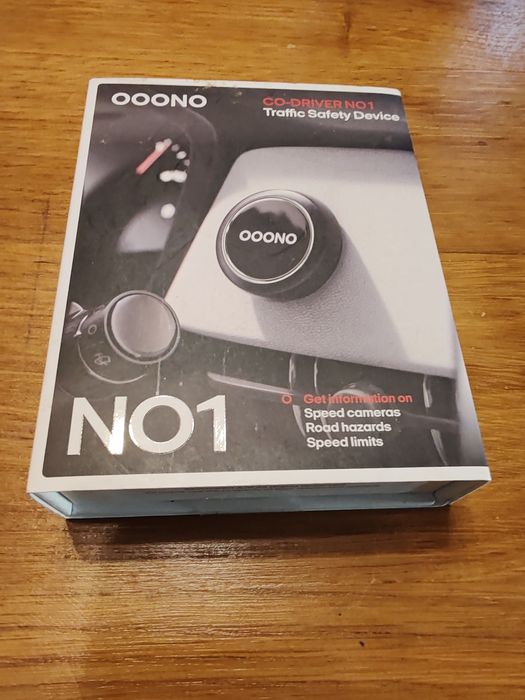 OOONO
CO-DRIVER NO1
Traffic Safety Device
OOONO
NO1
Get information on
Speed cameras
Road hazards
Speed limits